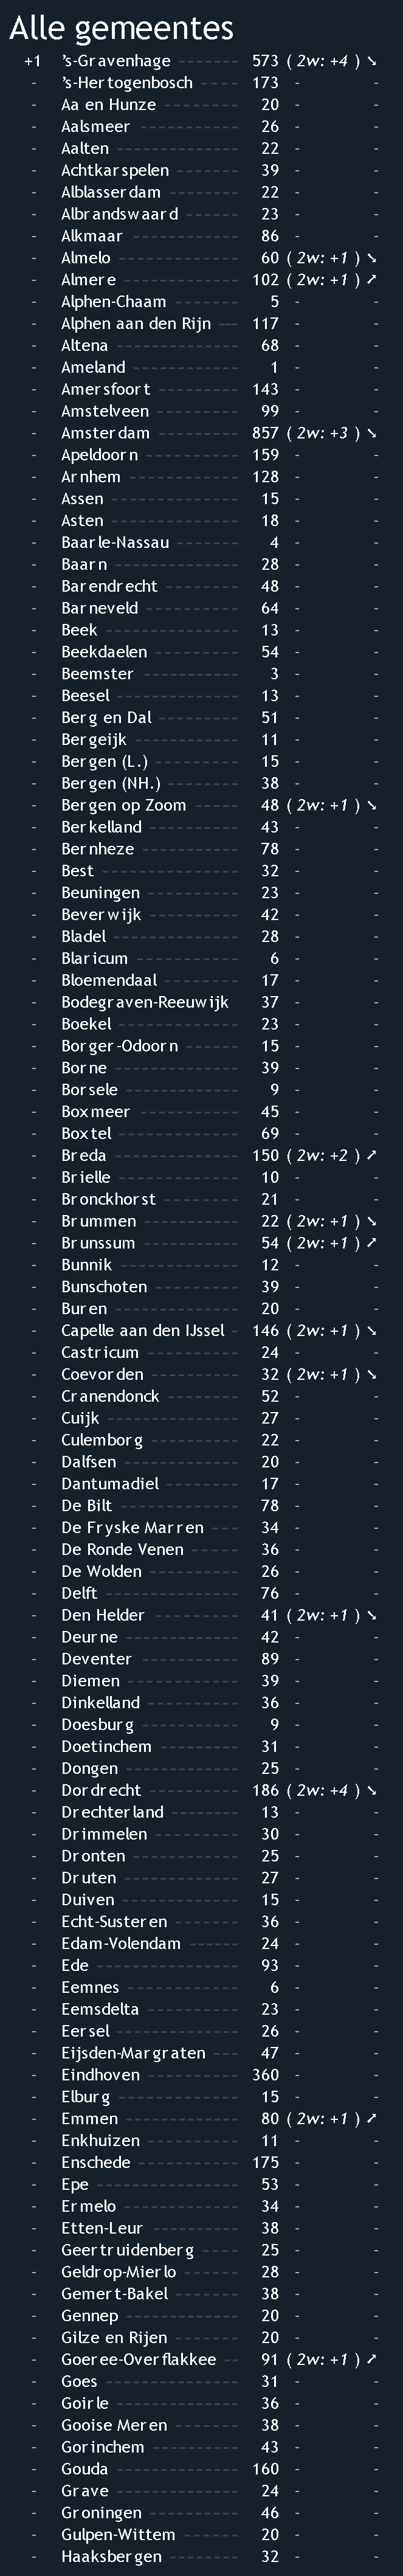 Alle gemeentes
+1 's-Gravenhage 573 ( 2w: +4 ) ➘
- 's-Hertogenbosch ------ 173 - -
- Aa en Hunze --------- 20 - -
- Aalsmeer ----------- 26 - -
- Aalten ------------- 22 - -
- Achtkarspelen ------- 39 - -
- Alblasserdam -------- 22 - -
- Albrandswaard ------- 23 - -
- Alkmaar ------------ 86 - -
- Almelo ------------- 60 ( 2w: +1 ) ➘
- Almere ------------ 102 ( 2w: +1 ) ➚
- Alphen-Chaam -------- 5 - -
- Alphen aan den Rijn -- 117 - -
- Altena ------------- 68 - -
- Ameland ------------ 1 - -
- Amersfoort --------- 143 - -
- Amstelveen --------- 99 - -
- Amsterdam --------- 857 ( 2w: +3 ) ➘
- Apeldoorn ---------- 159 - -
- Arnhem ------------ 128 - -
- Assen -------------- 15 - -
- Asten -------------- 18 - -
- Baarle-Nassau ------- 4 - -
- Baarn -------------- 28 - -
- Barendrecht -------- 48 - -
- Barneveld ---------- 64 - -
- Beek --------------- 13 - -
- Beekdaelen --------- 54 - -
- Beemster ----------- 3 - -
- Beesel ------------- 13 - -
- Berg en Dal --------- 51 - -
- Bergeijk ----------- 11 - -
- Bergen (L.) --------- 15 - -
- Bergen (NH.) -------- 38 - -
- Bergen op Zoom ----- 48 ( 2w: +1 ) ➘
- Berkelland ---------- 43 - -
- Bernheze ----------- 78 - -
- Best --------------- 32 - -
- Beuningen ---------- 23 - -
- Beverwijk ---------- 42 - -
- Bladel ------------- 28 - -
- Blaricum ----------- 6 - -
- Bloemendaal -------- 17 - -
- Bodegraven-Reeuwijk 37 - -
- Boekel ------------- 23 - -
- Borger-Odoorn ------ 15 - -
- Borne -------------- 39 - -
- Borsele ------------ 9 - -
- Boxmeer ----------- 45 - -
- Boxtel ------------- 69 - -
- Breda ------------- 150 ( 2w: +2 ) ➚
- Brielle ------------ 10 - -
- Bronckhorst -------- 21 - -
- Brummen ---------- 22 ( 2w: +1 ) ➘
- Brunssum ---------- 54 ( 2w: +1 ) ➚
- Bunnik ------------- 12 - -
- Bunschoten --------- 39 - -
- Buren -------------- 20 - -
- Capelle aan den IJssel - 146 ( 2w: +1 ) ➘
- Castricum ---------- 24 - -
- Coevorden ---------- 32 ( 2w: +1 ) ➘
- Cranendonck -------- 52 - -
- Cuijk -------------- 27 - -
- Culemborg ---------- 22 - -
- Dalfsen ------------ 20 - -
- Dantumadiel -------- 17 - -
- De Bilt ------------ 78 - -
- De Fryske Marren ---- 34 - -
- De Ronde Venen ----- 36 - -
- De Wolden ---------- 26 - -
- Delft -------------- 76 - -
- Den Helder --------- 41 ( 2w: +1 ) ➘
- Deurne ------------ 42 - -
- Deventer ----------- 89 - -
- Diemen ------------ 39 - -
- Dinkelland ---------- 36 - -
- Doesburg ----------- 9 - -
- Doetinchem -------- 31 - -
- Dongen ------------ 25 - -
- Dordrecht ---------- 186 ( 2w: +4 ) ➘
- Drechterland -------- 13 - -
- Drimmelen --------- 30 - -
- Dronten ------------ 25 - -
- Druten ------------- 27 - -
- Duiven ------------- 15 - -
- Echt-Susteren ------- 36 - -
- Edam-Volendam ----- 24 - -
- Ede ---------------- 93 - -
- Eemnes ------------ 6 - -
- Eemsdelta ---------- 23 - -
- Eersel ------------- 26 - -
- Eijsden-Margraten --- 47 - -
- Eindhoven ---------- 360 - -
- Elburg ------------- 15 - -
- Emmen ------------ 80 ( 2w: +1 ) ➚
- Enkhuizen ---------- 11 - -
- Enschede ----------- 175 - -
- Epe ---------------- 53 - -
- Ermelo ------------ 34 - -
- Etten-Leur ---------- 38 - -
- Geertruidenberg ---- 25 - -
- Geldrop-Mierlo ------ 28 - -
- Gemert-Bakel ------- 38 - -
- Gennep ------------ 20 - -
- Gilze en Rijen ------- 20 - -
- Goeree-Overflakkee -- 91 ( 2w: +1 ) ➚
- Goes --------------- 31 - -
- Goirle ------------- 36 - -
- Gooise Meren ------- 38 - -
- Gorinchem --------- 43 - -
- Gouda ------------- 160 - -
- Grave -------------- 24 - -
- Groningen ---------- 46 - -
- Gulpen-Wittem ------ 20 - -
- Haaksbergen -------- 32 - -